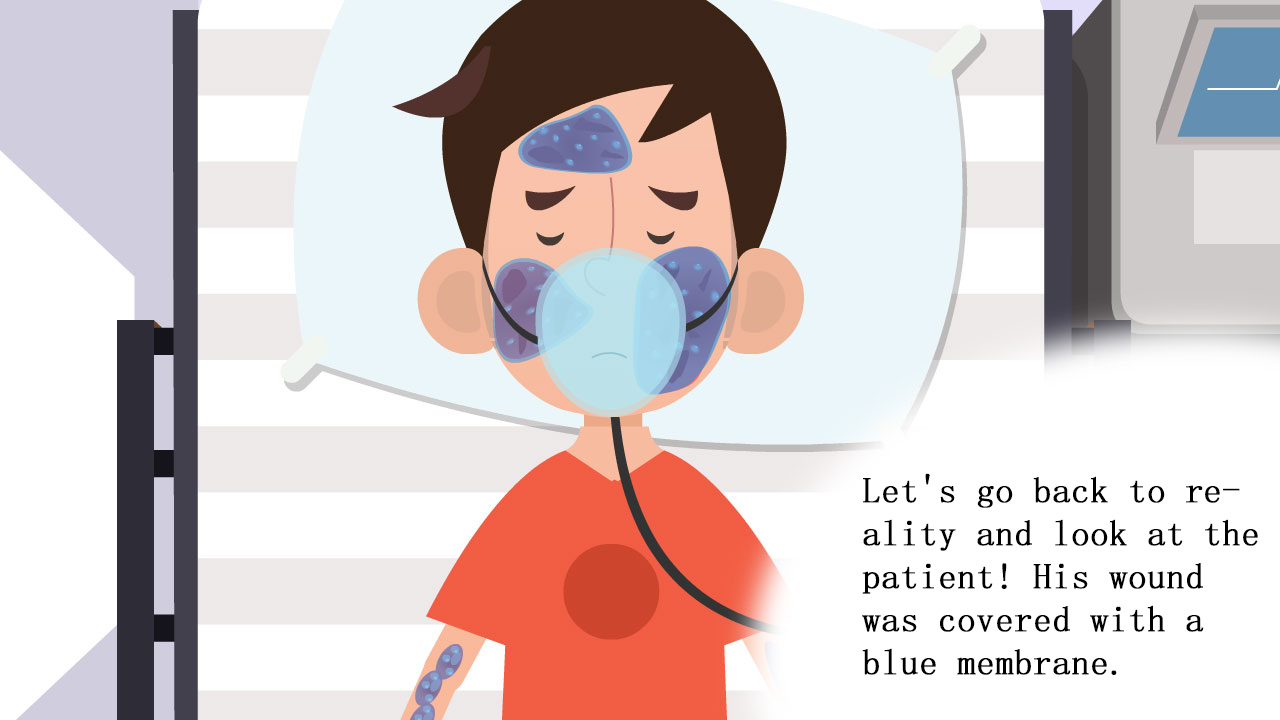 Let's go back to re-
ality and look at the
patient! His wound
was covered with a
blue membrane.